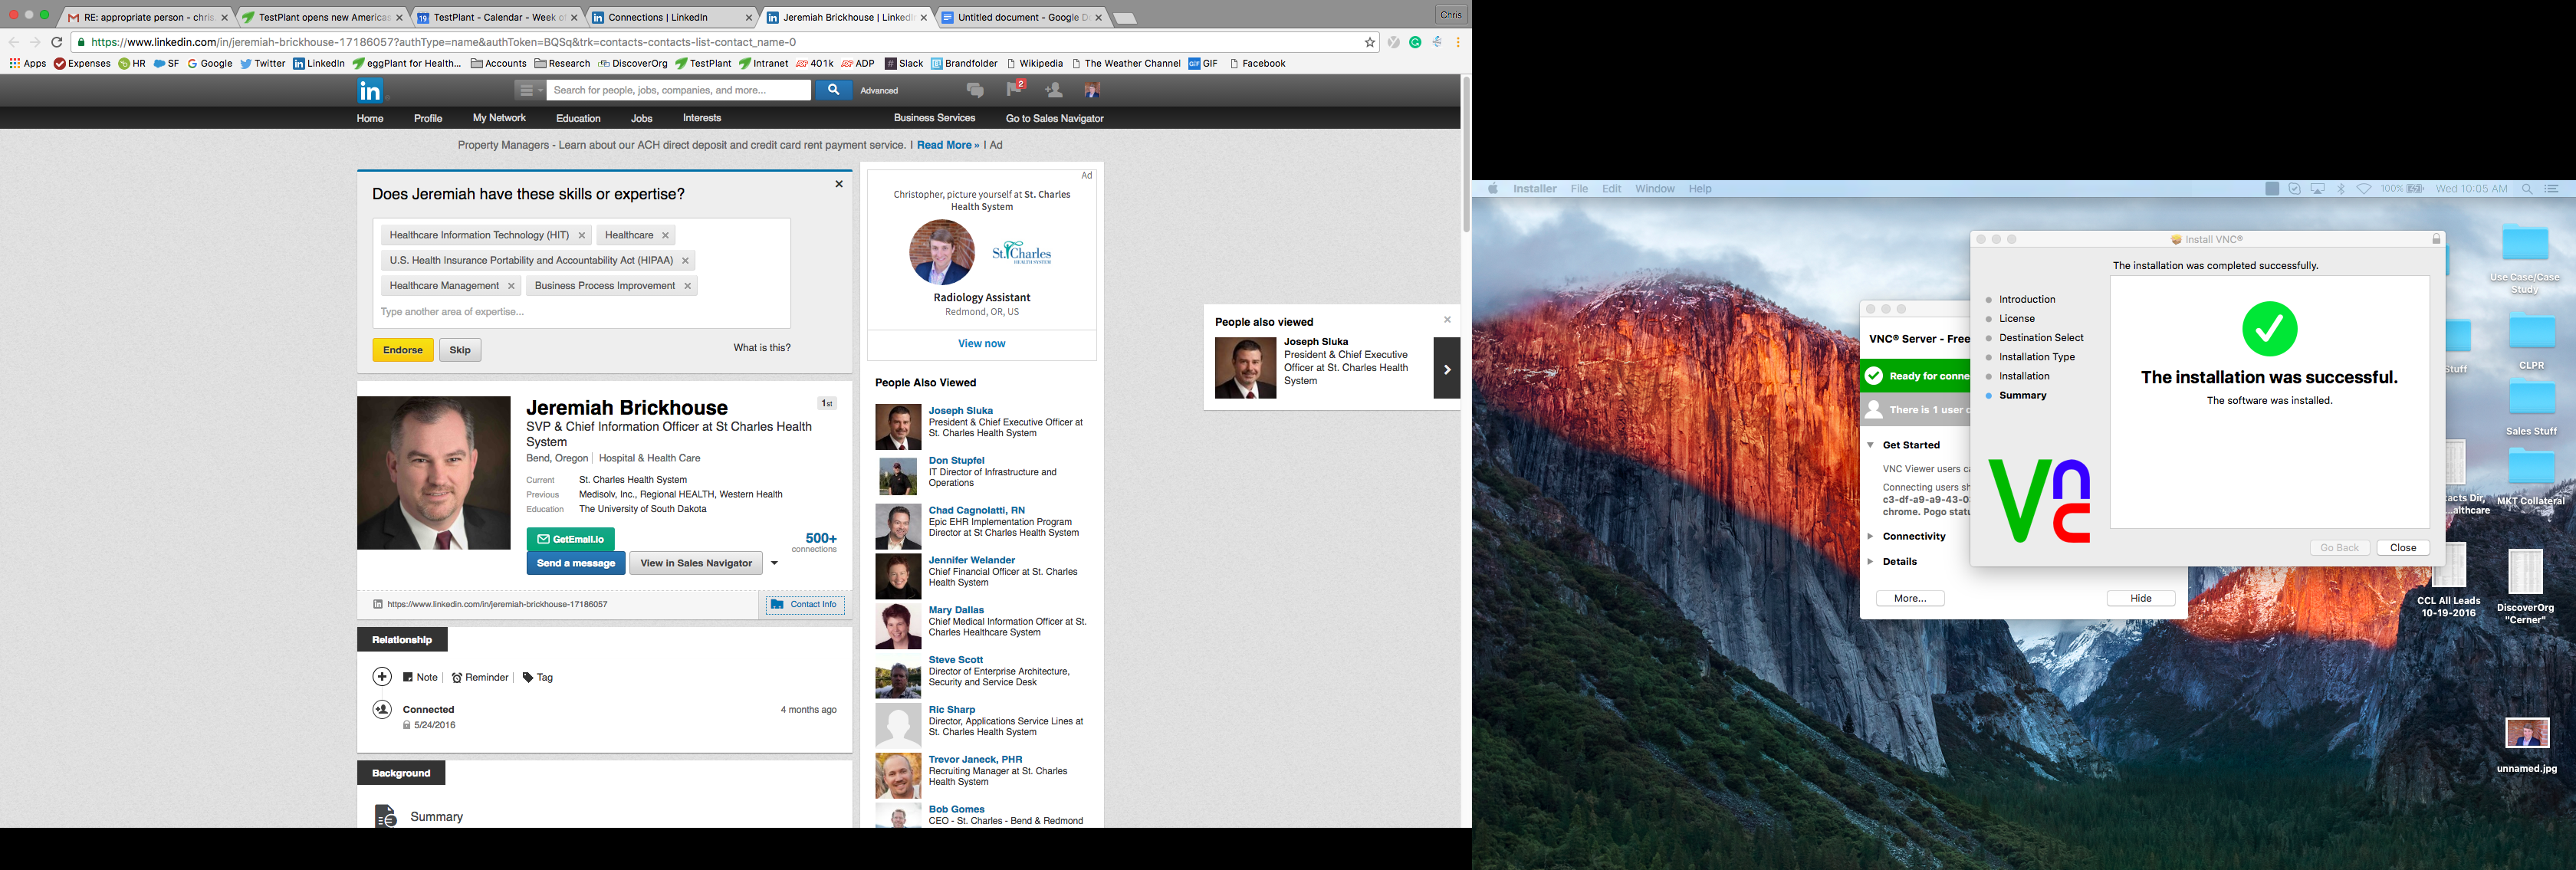 RE: appropriate person - chris.
TestPlant opens new Americas
TestPlant - Calendar - Week o
Connections | LinkedIn
Jeremiah Brickhouse | LinkedIn
Untitled document - Google D
Chris
https://www.linkedin.com/in/jeremiah-brickhouse-17186057?authType=name&authToken=BQSq&trk=contacts-contacts-list-contact_name-0
Apps
Expenses
HR
SF
Google
Twitter
LinkedIn
eggPlant for Health...
Accounts
Research
DiscoverOrg
TestPlant
Intranet
401k
ADP
Slack
Brandfolder
Wikipedia
The Weather Channel
GIF
Facebook
in
Search for people, jobs, companies, and more...
Advanced
2
Home
Profile
My Network
Education
Jobs
Interests
Business Services
Go to Sales Navigator
Property Managers - Learn about our ACH direct deposit and credit card rent payment service. | Read More » | Ad
Does Jeremiah have these skills or expertise?
Healthcare Information Technology (HIT)
Healthcare
U.S. Health Insurance Portability and Accountability Act (HIPAA)
Healthcare Management
Business Process Improvement
Type another area of expertise...
Endorse
Skip
What is this?
Jeremiah Brickhouse
1st
SVP & Chief Information Officer at St Charles Health
System
Bend, Oregon | Hospital & Health Care
Current St. Charles Health System
Previous Medisolv, Inc., Regional HEALTH, Western Health
Education The University of South Dakota
GetEmail.io
500+
connections
Send a message
View in Sales Navigator
https://www.linkedin.com/in/jeremiah-brickhouse-17186057
Contact Info
Relationship
Note | Reminder | Tag
Connected
4 months ago
5/24/2016
Background
Summary
Ad
Christopher, picture yourself at St. Charles
Health System
St. Charles
HEALTH SYSTEM
Radiology Assistant
Redmond, OR, US
View now
People Also Viewed
Joseph Sluka
President & Chief Executive Officer at
St. Charles Health System
Don Stupfel
IT Director of Infrastructure and
Operations
Chad Cagnolatti, RN
Epic EHR Implementation Program
Director at St Charles Health System
Jennifer Welander
Chief Financial Officer at St. Charles
Health System
Mary Dallas
Chief Medical Information Officer at St.
Charles Healthcare System
Steve Scott
Director of Enterprise Architecture,
Security and Service Desk
Ric Sharp
Director, Applications Service Lines at
St. Charles Health System
Trevor Janeck, PHR
Recruiting Manager at St. Charles
Health System
Bob Gomes
CEO - St. Charles - Bend & Redmond
People also viewed
Joseph Sluka
President & Chief Executive
Officer at St. Charles Health
System
Installer
File
Edit
Window
Help
100%
Wed 10:05 AM
VNC® Server - Free
Ready for conne
There is 1 user c
Get Started
VNC Viewer users ca
Connecting users sh
c3-df-a9-a9-43-0
chrome. Pogo statu
Connectivity
Details
More...
Hide
Install VNC®
The installation was completed successfully.
Introduction
License
Destination Select
Installation Type
Installation
Summary
The installation was successful.
The software was installed.
Vnc
Go Back
Close
Use Case/Case
Study
CLPR
Stuff
Sales Stuff
MKT Collateral
tacts Dir,
...althcare
CCL All Leads
10-19-2016
DiscoverOrg
"Cerner"
unnamed.jpg